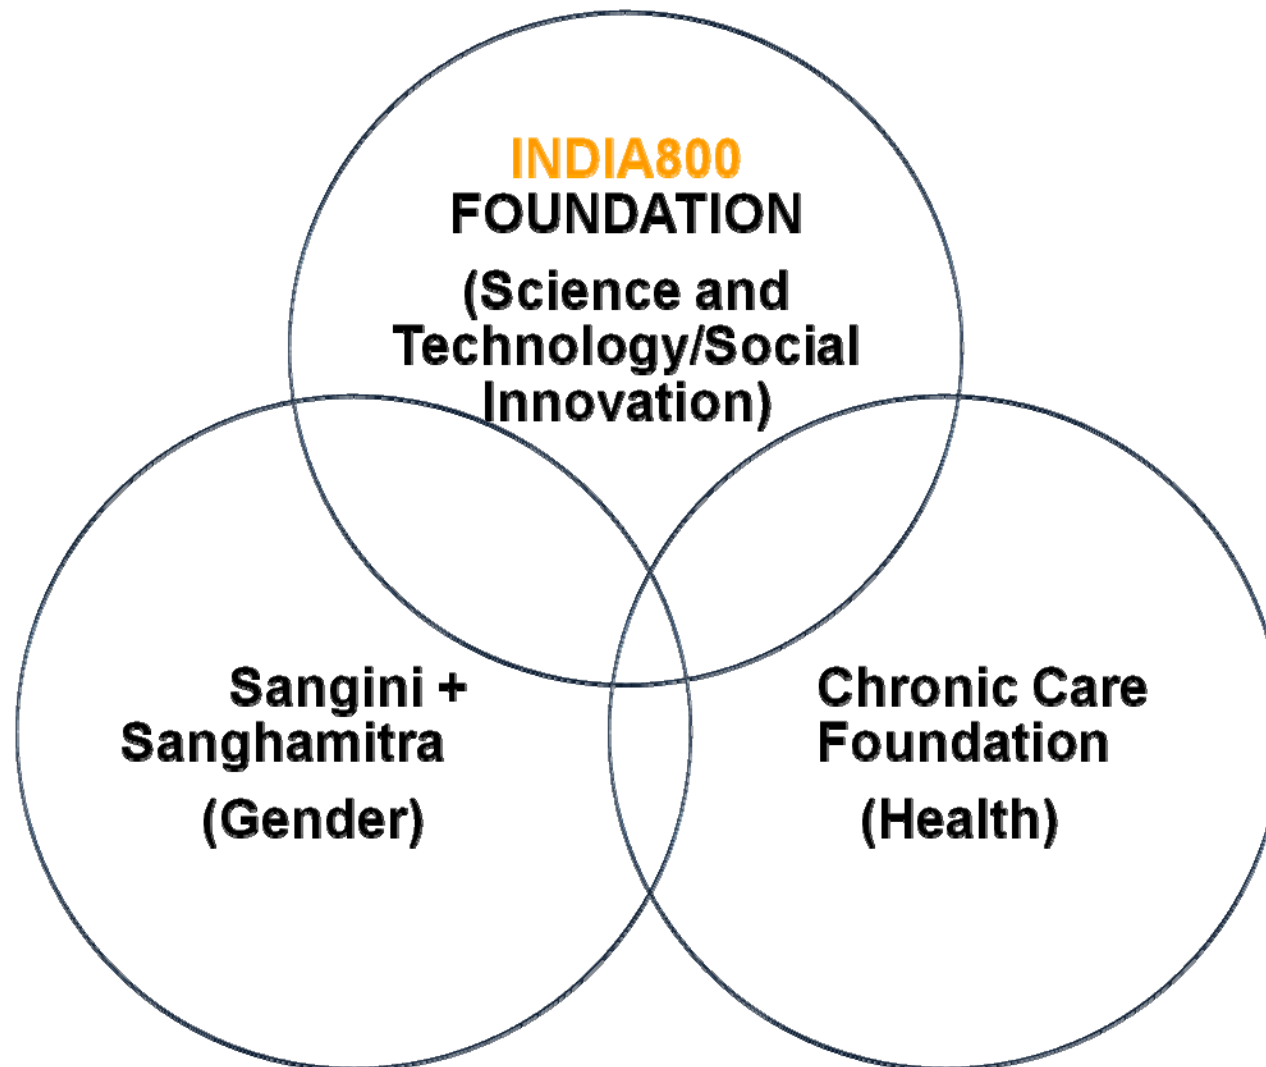 INDIA800
FOUNDATION
(Science and
Technology/Social
Innovation)
Sangini +
Sanghamitra
(Gender)
Chronic Care
Foundation
(Health)